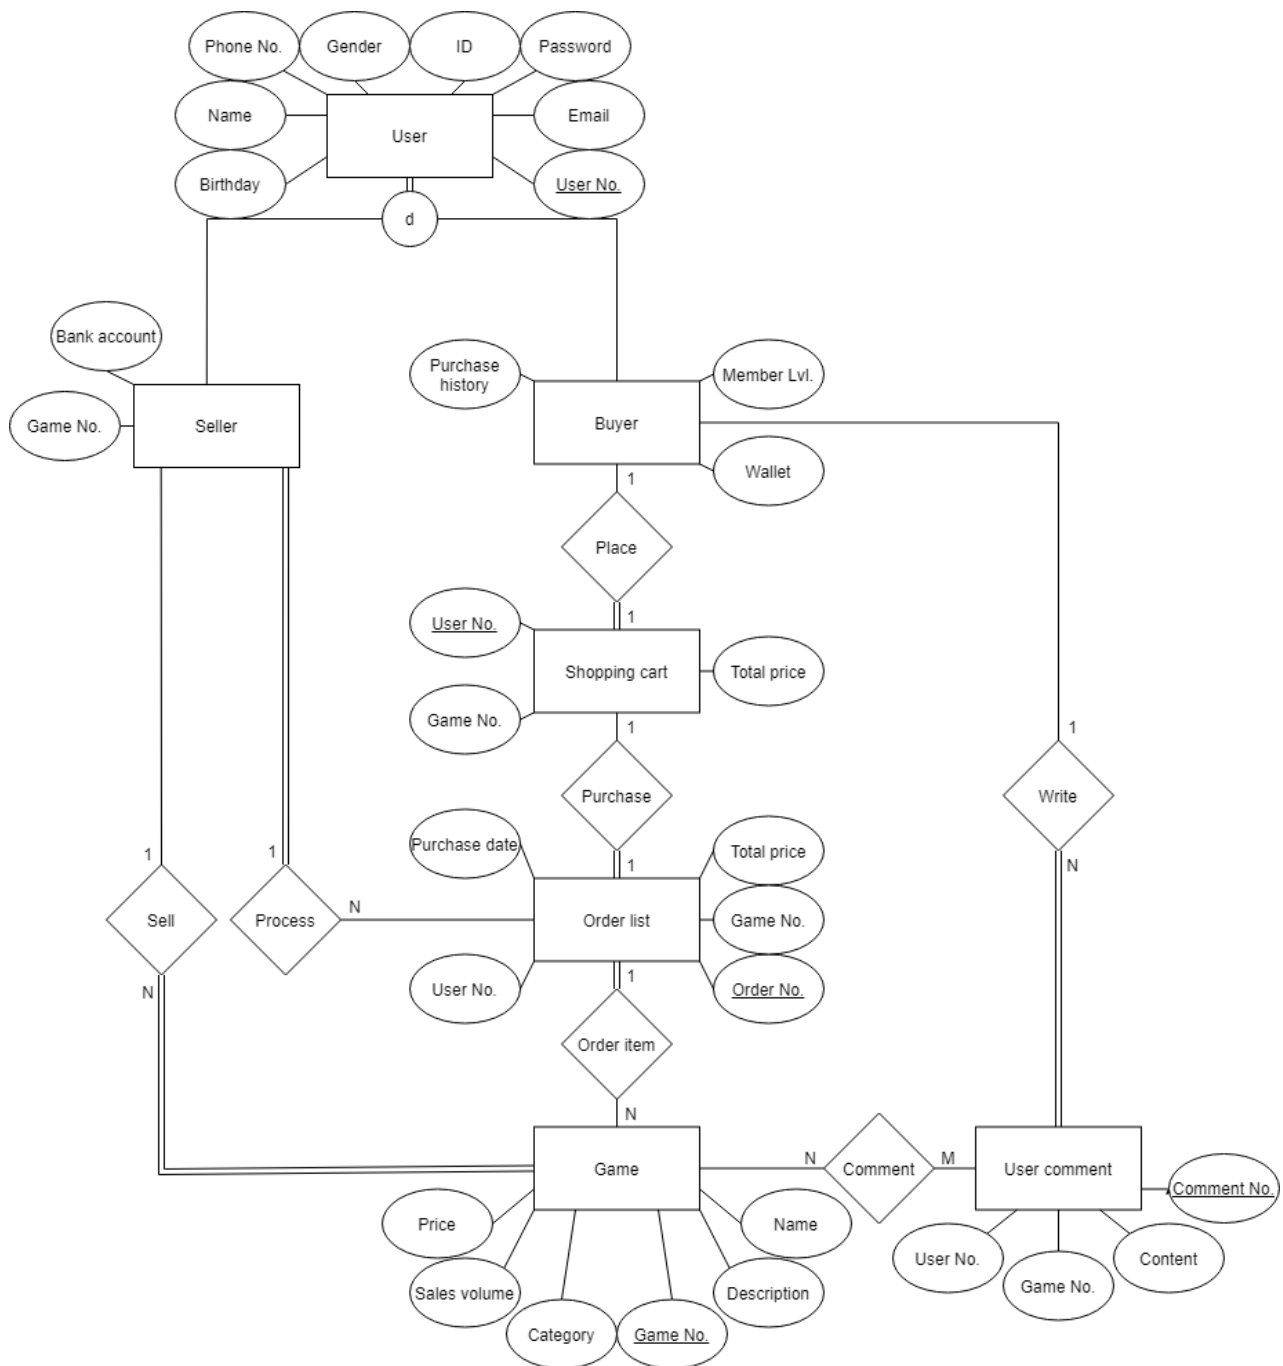 Phone No.
Gender
ID
Password
Name
User
Email
Birthday
User No.
d
Bank account
Purchase
history
Member Lvl.
Game No.
Seller
Buyer
Wallet
1
Place
1
User No.
Shopping cart
Total price
Game No.
1
1
Purchase
Write
Purchase date
Total price
1
1
1
N
N
Sell
Process
Order list
Game No.
N
1
User No.
Order No.
Order item
N
N
M
Game
Comment
User comment
Comment No.
Price
Name
User No.
Content
Game No.
Sales volume
Description
Category
Game No.